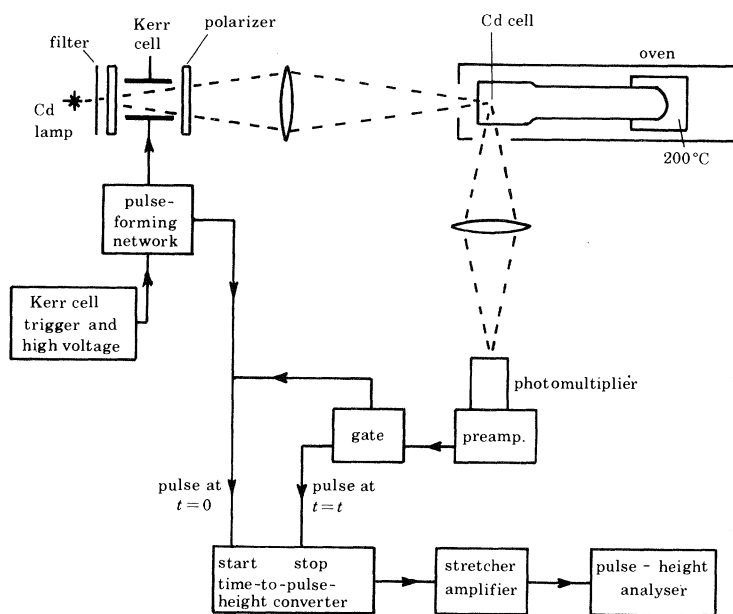 Kerr
cell
polarizer
filter
Cd
lamp
Cd cell
oven
200°C
pulse-
forming
network
Kerr cell
trigger and
high voltage
photomultiplier
gate
preamp.
pulse at
t=0
pulse at
t=t
start stop
time-to-pulse-
height converter
stretcher
amplifier
pulse - height
analyser